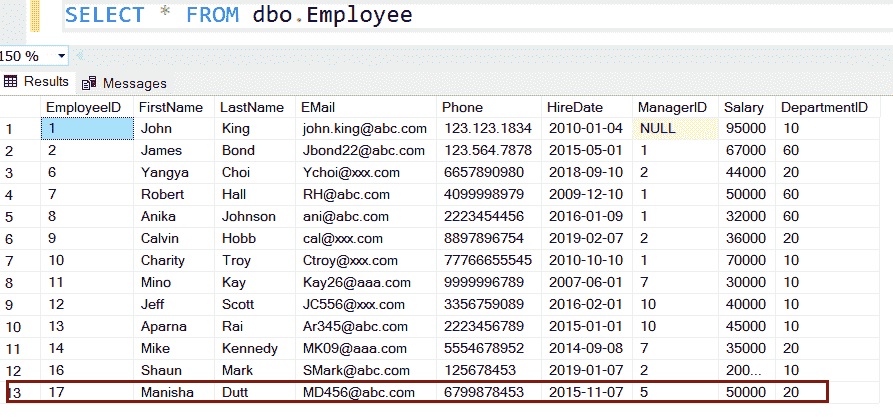 SELECT * FROM dbo.Employee
150 %
Results Messages
EmployeeID FirstName LastName EMail Phone HireDate ManagerID Salary DepartmentID
1 1 John King john.king@abc.com 123.123.1834 2010-01-04 NULL 95000 10
2 2 James Bond Jbond22@abc.com 123.564.7878 2015-05-01 1 67000 60
3 6 Yangya Choi Ychoi@xxx.com 6657890980 2018-09-10 2 44000 20
4 7 Robert Hall RH@abc.com 4099998979 2009-12-10 1 50000 60
5 8 Anika Johnson ani@abc.com 2223454456 2016-01-09 1 32000 60
6 9 Calvin Hobb cal@xxx.com 8897896754 2019-02-07 2 36000 20
7 10 Charity Troy Ctroy@xxx.com 77766655545 2010-10-10 1 70000 10
8 11 Mino Kay Kay26@aaa.com 9999996789 2007-06-01 7 30000 10
9 12 Jeff Scott JC556@xxx.com 3356759089 2016-02-01 10 40000 10
10 13 Aparna Rai Ar345@abc.com 2223456789 2015-01-01 10 45000 10
11 14 Mike Kennedy MK09@aaa.com 5554678952 2014-09-08 7 35000 20
12 16 Shaun Mark SMark@abc.com 125678453 2019-01-07 2 200... 10
13 17 Manisha Dutt MD456@abc.com 6799878453 2015-11-07 5 50000 20